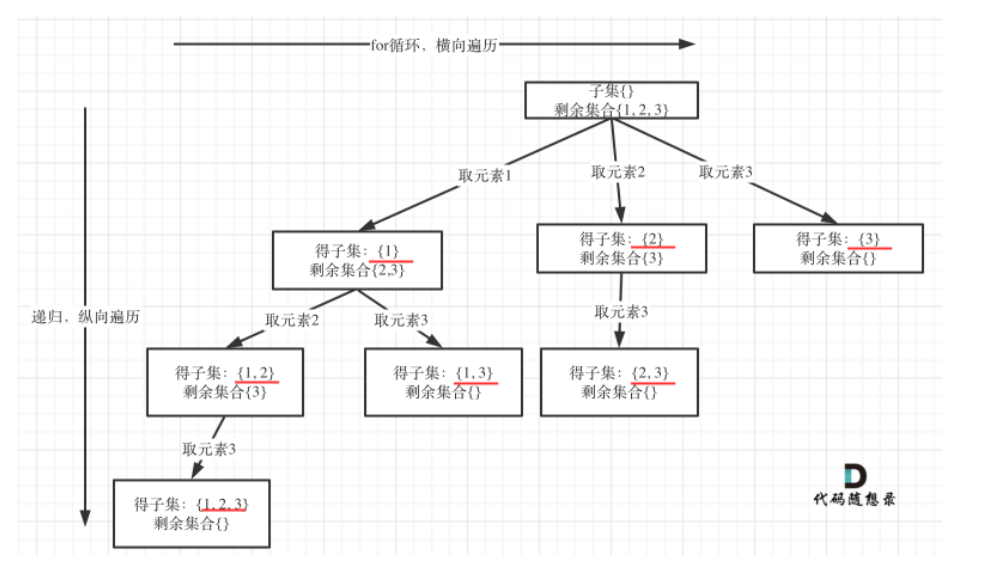 for循环，横向遍历
子集{}
剩余集合{1, 2, 3}
取元素1
取元素2
取元素3
得子集：{1}
剩余集合{2,3}
得子集：{2}
剩余集合{3}
得子集：{3}
剩余集合{}
递归，纵向遍历
取元素2
取元素3
取元素3
得子集：{1, 2}
剩余集合{3}
得子集：{1, 3}
剩余集合{}
得子集：{2, 3}
剩余集合{}
取元素3
得子集：{1, 2, 3}
剩余集合{}
代码随想录